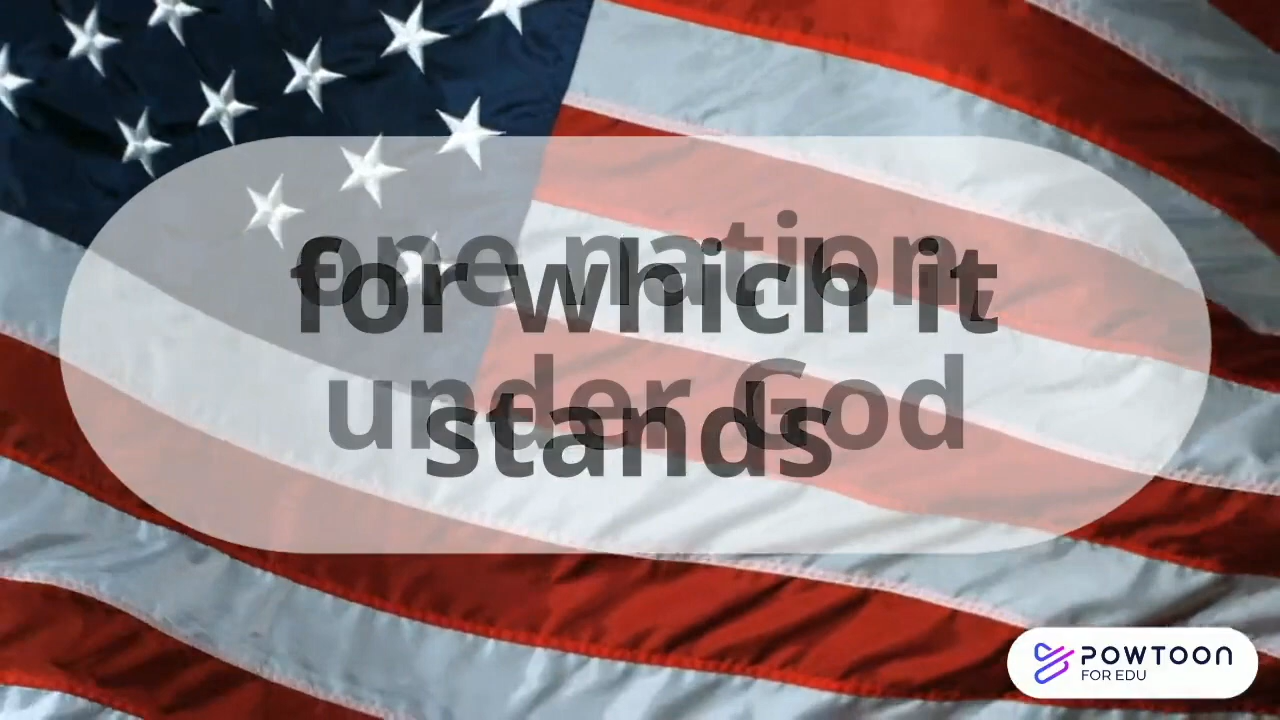 for which it
stands
one nation
under God
POWTOON
FOR EDU